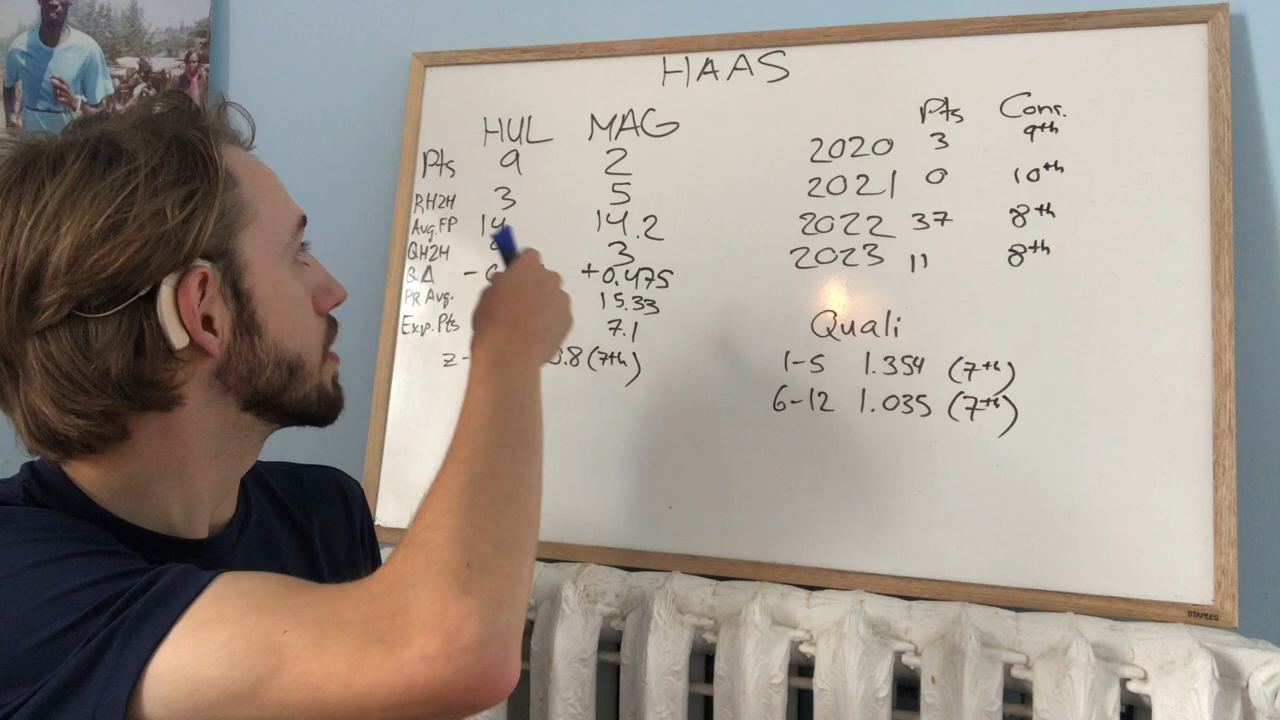 HAAS
HUL MAG
Pts 9 2
RH2H 3 5
Avg.FP 14 14.2
QH2H 3
QΔ - +0.475
PR Avg. 15.33
Exp.Pts 7.1
z- .8 (7th)
Pts Cons.
2020 3 9th
2021 0 10th
2022 37 8th
2023 11 8th
Quali
1-5 1.354 (7th)
6-12 1.035 (7th)
STAPLES